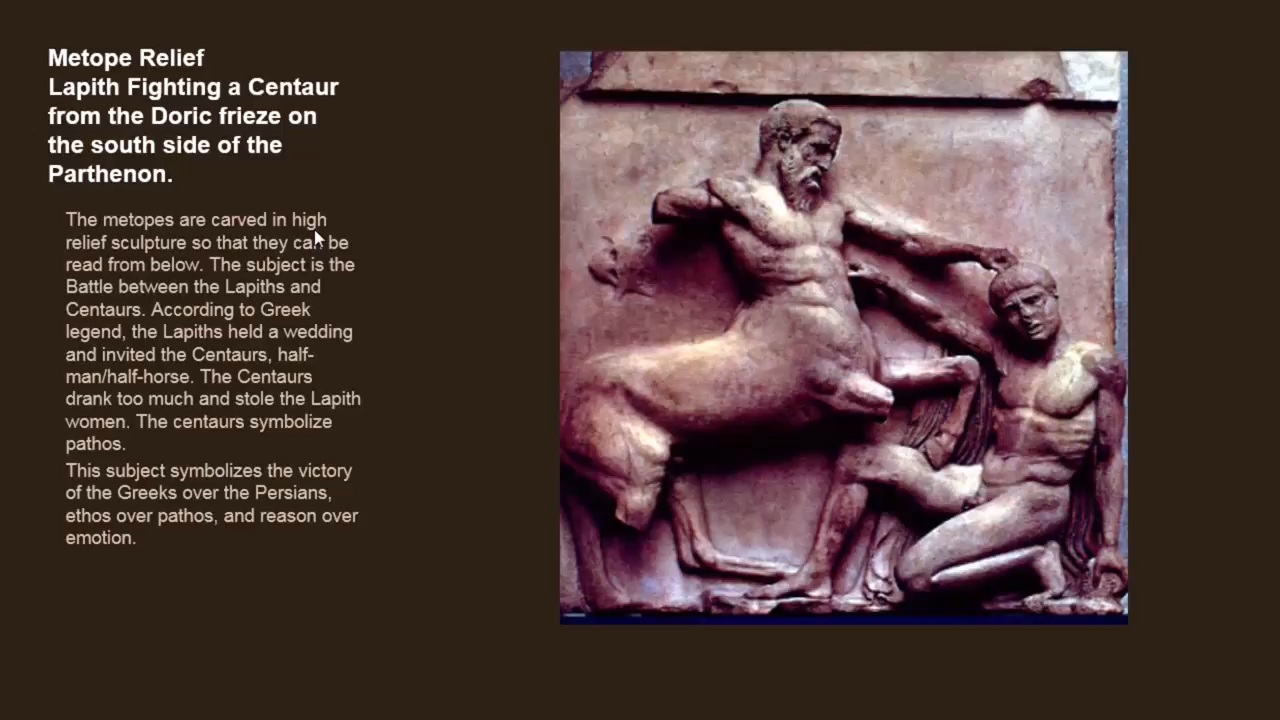 Metope Relief
Lapith Fighting a Centaur
from the Doric frieze on
the south side of the
Parthenon.
The metopes are carved in high
relief sculpture so that they can be
read from below. The subject is the
Battle between the Lapiths and
Centaurs. According to Greek
legend, the Lapiths held a wedding
and invited the Centaurs, half-
man/half-horse. The Centaurs
drank too much and stole the Lapith
women. The centaurs symbolize
pathos.
This subject symbolizes the victory
of the Greeks over the Persians,
ethos over pathos, and reason over
emotion.